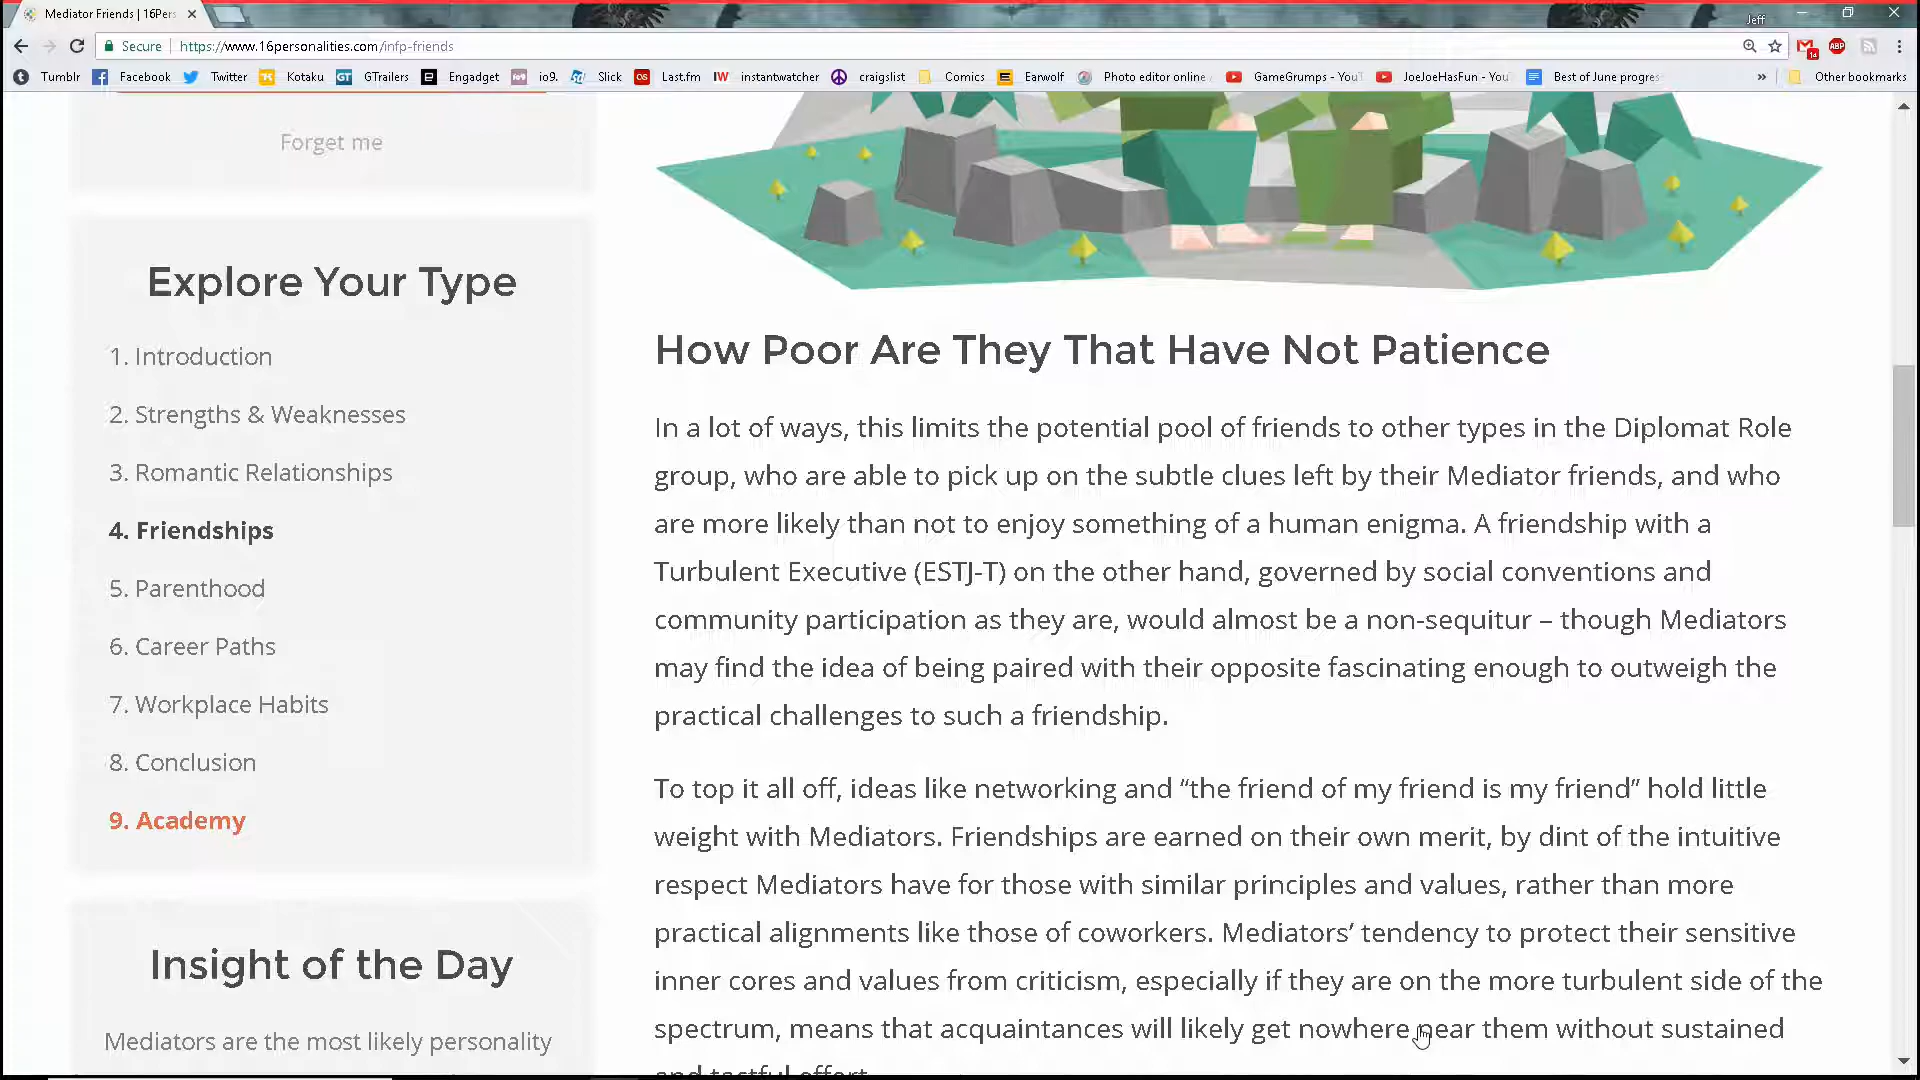 Mediator Friends | 16Pers
Jeff
Secure https://www.16personalities.com/infp-friends
14
ABP
Tumblr Facebook Twitter Kotaku GTrailers Engadget io9. Slick Last.fm instantwatcher craigslist Comics Earwolf Photo editor online GameGrumps - YouT JoeJoeHasFun - You Best of June progres » Other bookmarks
Forget me
Explore Your Type
1. Introduction
2. Strengths & Weaknesses
3. Romantic Relationships
4. Friendships
5. Parenthood
6. Career Paths
7. Workplace Habits
8. Conclusion
9. Academy
Insight of the Day
Mediators are the most likely personality
How Poor Are They That Have Not Patience
In a lot of ways, this limits the potential pool of friends to other types in the Diplomat Role
group, who are able to pick up on the subtle clues left by their Mediator friends, and who
are more likely than not to enjoy something of a human enigma. A friendship with a
Turbulent Executive (ESTJ-T) on the other hand, governed by social conventions and
community participation as they are, would almost be a non-sequitur – though Mediators
may find the idea of being paired with their opposite fascinating enough to outweigh the
practical challenges to such a friendship.
To top it all off, ideas like networking and “the friend of my friend is my friend” hold little
weight with Mediators. Friendships are earned on their own merit, by dint of the intuitive
respect Mediators have for those with similar principles and values, rather than more
practical alignments like those of coworkers. Mediators’ tendency to protect their sensitive
inner cores and values from criticism, especially if they are on the more turbulent side of the
spectrum, means that acquaintances will likely get nowhere near them without sustained
and tactful effort.